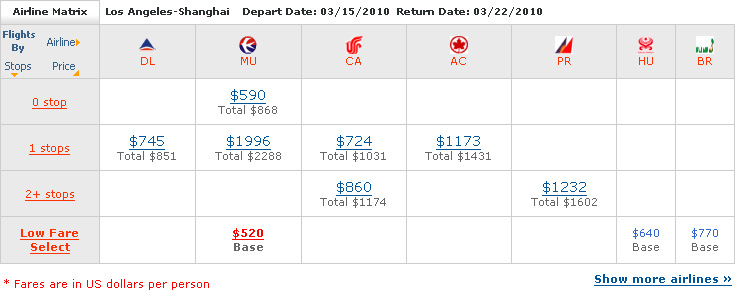 Airline Matrix Los Angeles-Shanghai Depart Date: 03/15/2010 Return Date: 03/22/2010
Flights By Airline
Stops Price
DL MU CA AC PR HU BR
0 stop $590
Total $868
1 stops $745 $1996 $724 $1173
Total $851 Total $2288 Total $1031 Total $1431
2+ stops $860 $1232
Total $1174 Total $1602
Low Fare Select $520 $640 $770
Base Base Base
* Fares are in US dollars per person Show more airlines »